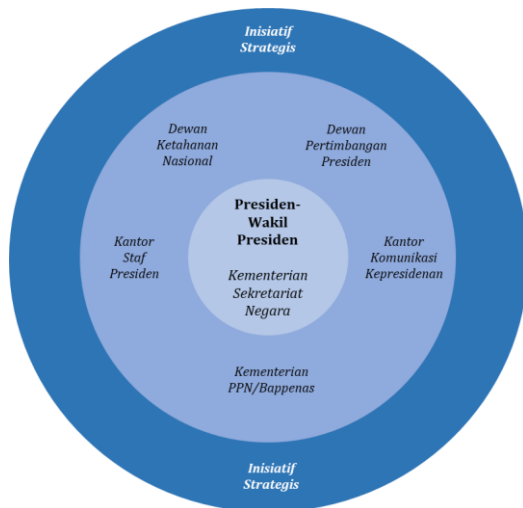 Inisiatif
Strategis
Dewan
Ketahanan
Nasional
Dewan
Pertimbangan
Presiden
Presiden-
Wakil
Presiden
Kementerian
Sekretariat
Negara
Kantor
Staf
Presiden
Kantor
Komunikasi
Kepresidenan
Kementerian
PPN/Bappenas
Inisiatif
Strategis